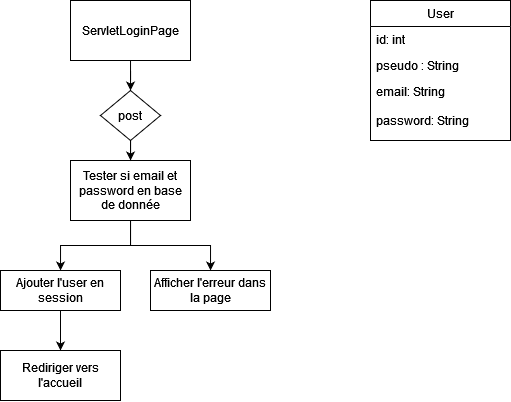 ServletLoginPage
post
Tester si email et
password en base
de donnée
Ajouter l'user en
session
Afficher l'erreur dans
la page
Rediriger vers
l'accueil
User
id: int
pseudo : String
email: String
password: String